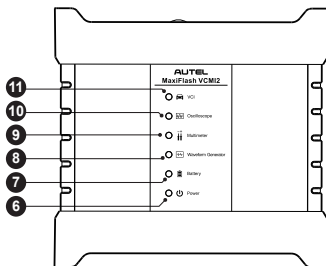 AUTEL
MaxiFlash VCMI2
11 VCI
10 Oscilloscope
9 Multimeter
8 Waveform Generator
7 Battery
6 Power